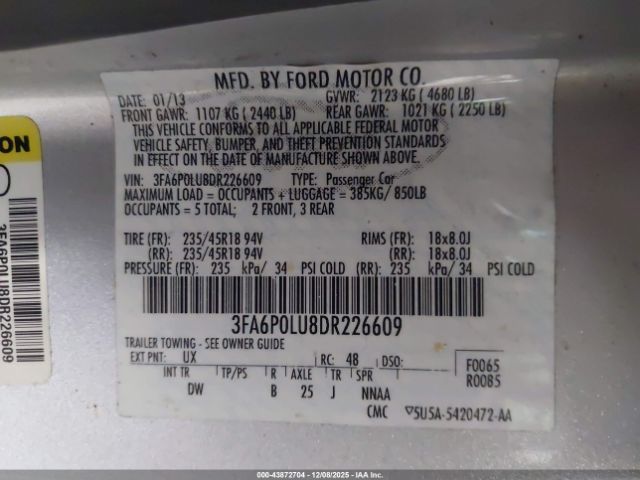 MFD. BY FORD MOTOR CO.
DATE: 01/13 GVWR: 2123 KG ( 4680 LB)
FRONT GAWR: 1107 KG ( 2440 LB) REAR GAWR: 1021 KG ( 2250 LB)
THIS VEHICLE CONFORMS TO ALL APPLICABLE FEDERAL MOTOR
VEHICLE SAFETY, BUMPER, AND THEFT PREVENTION STANDARDS
IN EFFECT ON THE DATE OF MANUFACTURE SHOWN ABOVE.
VIN: 3FA6P0LU8DR226609 TYPE: Passenger Car
MAXIMUM LOAD = OCCUPANTS + LUGGAGE = 385KG/ 850LB
OCCUPANTS = 5 TOTAL; 2 FRONT, 3 REAR
TIRE (FR): 235/45R18 94V RIMS (FR): 18x8.0J
(RR): 235/45R18 94V (RR): 18x8.0J
PRESSURE (FR): 235 kPa/ 34 PSI COLD (RR): 235 kPa/ 34 PSI COLD
3FA6P0LU8DR226609
TRAILER TOWING - SEE OWNER GUIDE
EXT PNT: UX RC: 48 DSO: F0065
R0085
INT TR TP/PS R AXLE TR SPR
DW B 25 J NNAA
CMC ▽5U5A-5420472-AA
ON
3FA6P0LU8DR226609
000-43872704 - 12/08/2025 - IAAI.COM